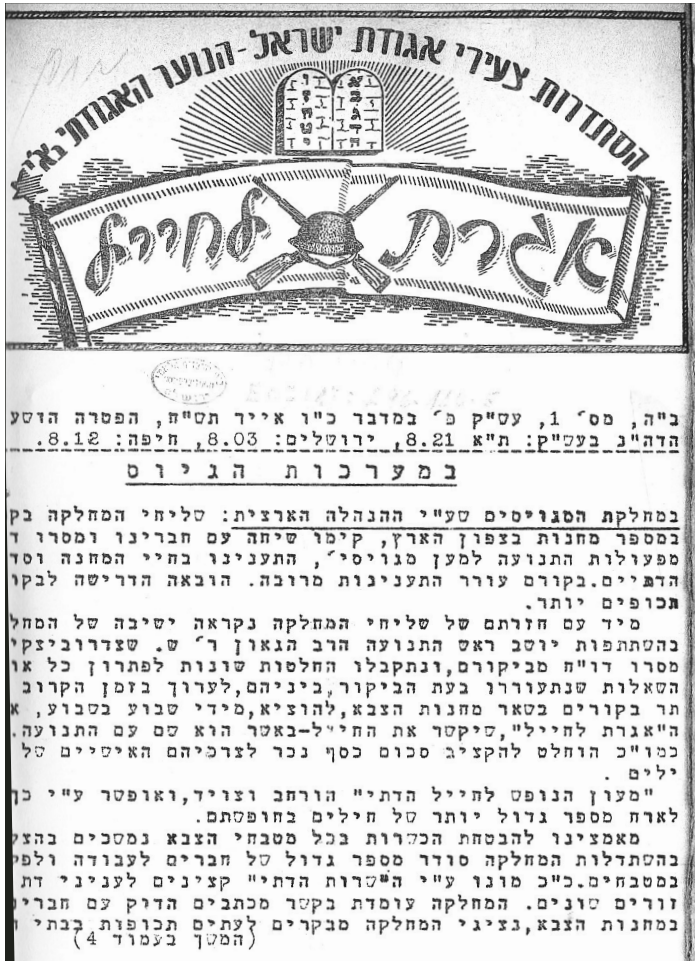 הסתדרות צעירי אגודת ישראל-הנוער האגודתי בא"י
אגרת לחייל
ב"ה, מס' 1, עש"ק פ' במדבר כ"ו אייר תש"ח, הפטרה הושע
הדה"נ בעש"ק: ת"א 8.21, ירושלים: 8.03, חיפה: 8.12.
במערכות הגיוס
במחלקת המגויסים שע"י ההנהלה הארצית: שליחי המחלקה בק
במספר מחנות בצפון הארץ, קימו שיחה עם חברינו ומסרו ד
מפעולות התנועה למען מגויסי', התענינו בחיי המחנה וסד
הדתיים.בקורם עורר התענינות מרובה. הובאה הדרישה לבקו
תכופים יותר.
מיד עם חזרתם של שליחי המחלקה נקראה ישיבה של המחל
בהשתתפות יושב ראש התנועה הרב הגאון ר' ש. שצדרוביצקי
מסרו דו"ח מביקורם,ונתקבלו החלטות שונות לפתרון כל או
השאלות שנתעוררו בעת הביקור,ביניהם,לערוך בזמן הקרוב
תר בקורים בשאר מחנות הצבא,להוציא,מידי שבוע בשבוע, א
ה"אגרת לחייל",שיקשר את החייל-באשר הוא שם עם התנועה.
כמו"כ הוחלט להקציב סכום כסף נכר לצרכיהם האישיים של
ילים .
"מעון הנופש לחייל הדתי" הורחב וצויד,ואופשר ע"י כך
לארח מספר גדול יותר של חילים בחופשתם.
מאמצינו להבטחת הכשרות בכל מטבחי הצבא נמשכים בהצל
בהשתדלות המחלקה סודר מספר גדול של חברים לעבודה ולפק
במטבחים.כ"כ מונו ע"י ה"שרות הדתי" קצינים לעניני דת
זורים שונים. המחלקה עומדת בקשר מכתבים הדוק עם חברינ
במחנות הצבא,נציגי המחלקה מבקרים לעתים תכופות בבתי ה
(המשך בעמוד 4)